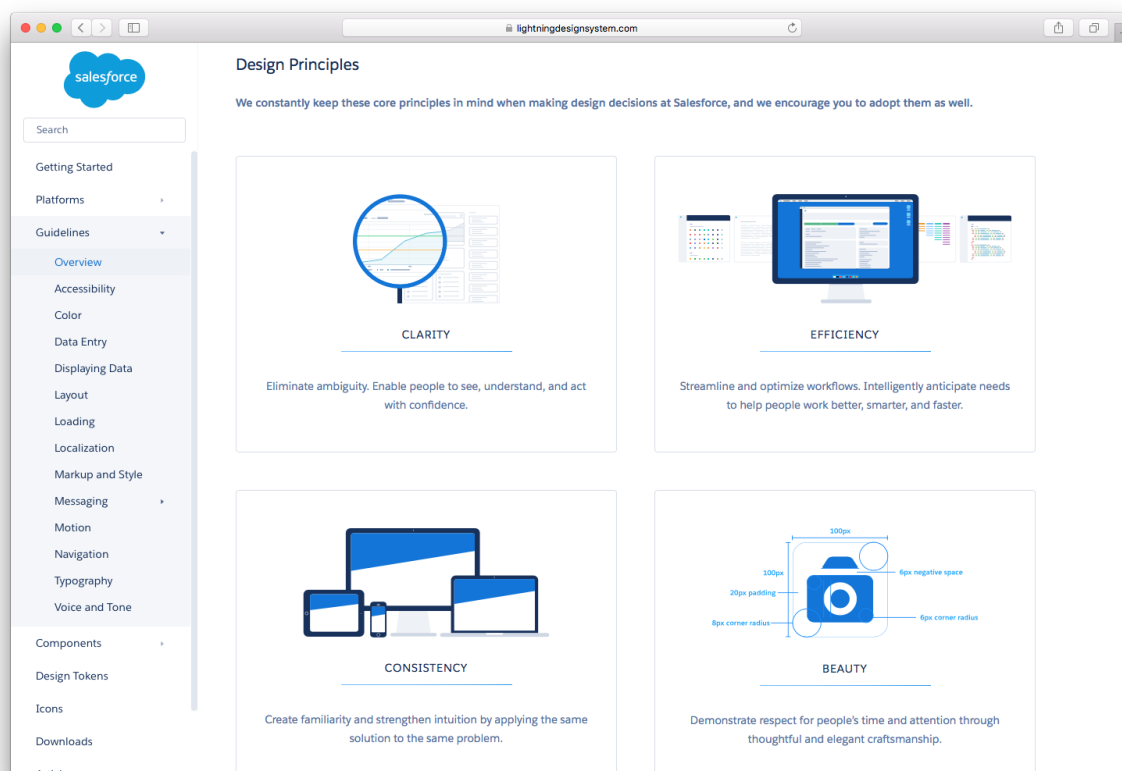 lightningdesignsystem.com
salesforce
Search
Getting Started
Platforms
Guidelines
Overview
Accessibility
Color
Data Entry
Displaying Data
Layout
Loading
Localization
Markup and Style
Messaging
Motion
Navigation
Typography
Voice and Tone
Components
Design Tokens
Icons
Downloads
Design Principles
We constantly keep these core principles in mind when making design decisions at Salesforce, and we encourage you to adopt them as well.
CLARITY
Eliminate ambiguity. Enable people to see, understand, and act
with confidence.
EFFICIENCY
Streamline and optimize workflows. Intelligently anticipate needs
to help people work better, smarter, and faster.
CONSISTENCY
Create familiarity and strengthen intuition by applying the same
solution to the same problem.
100px
100px
6px negative space
20px padding
6px corner radius
8px corner radius
BEAUTY
Demonstrate respect for people's time and attention through
thoughtful and elegant craftsmanship.